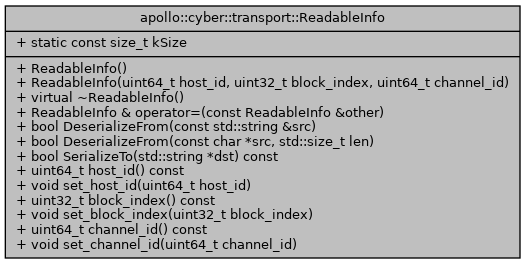 apollo::cyber::transport::ReadableInfo
+ static const size_t kSize
+ ReadableInfo()
+ ReadableInfo(uint64_t host_id, uint32_t block_index, uint64_t channel_id)
+ virtual ~ReadableInfo()
+ ReadableInfo & operator=(const ReadableInfo &other)
+ bool DeserializeFrom(const std::string &src)
+ bool DeserializeFrom(const char *src, std::size_t len)
+ bool SerializeTo(std::string *dst) const
+ uint64_t host_id() const
+ void set_host_id(uint64_t host_id)
+ uint32_t block_index() const
+ void set_block_index(uint32_t block_index)
+ uint64_t channel_id() const
+ void set_channel_id(uint64_t channel_id)